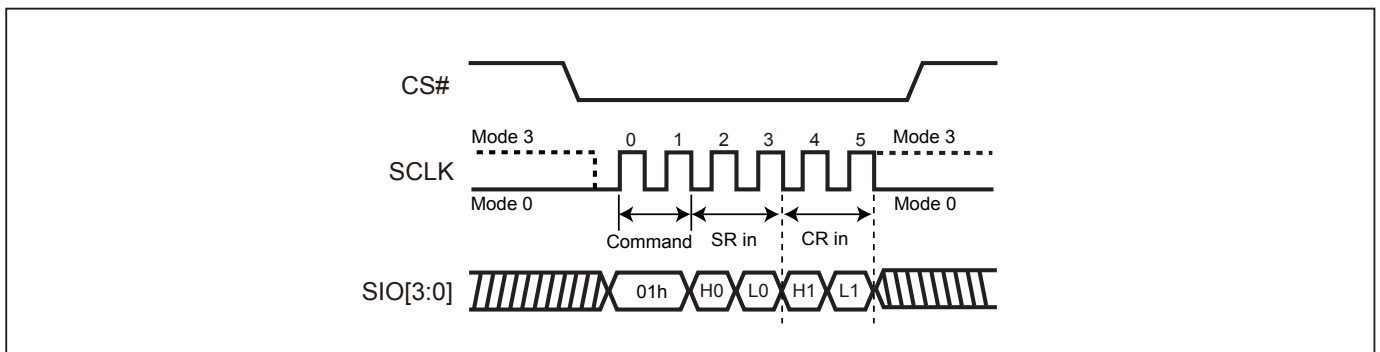 CS#
Mode 3 0 1 2 3 4 5 Mode 3
SCLK
Mode 0 Mode 0
Command SR in CR in
SIO[3:0] 01h H0 L0 H1 L1